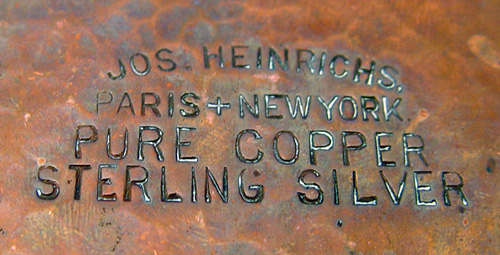 JOS. HEINRICHS,
PARIS + NEW YORK.
PURE COPPER
STERLING SILVER